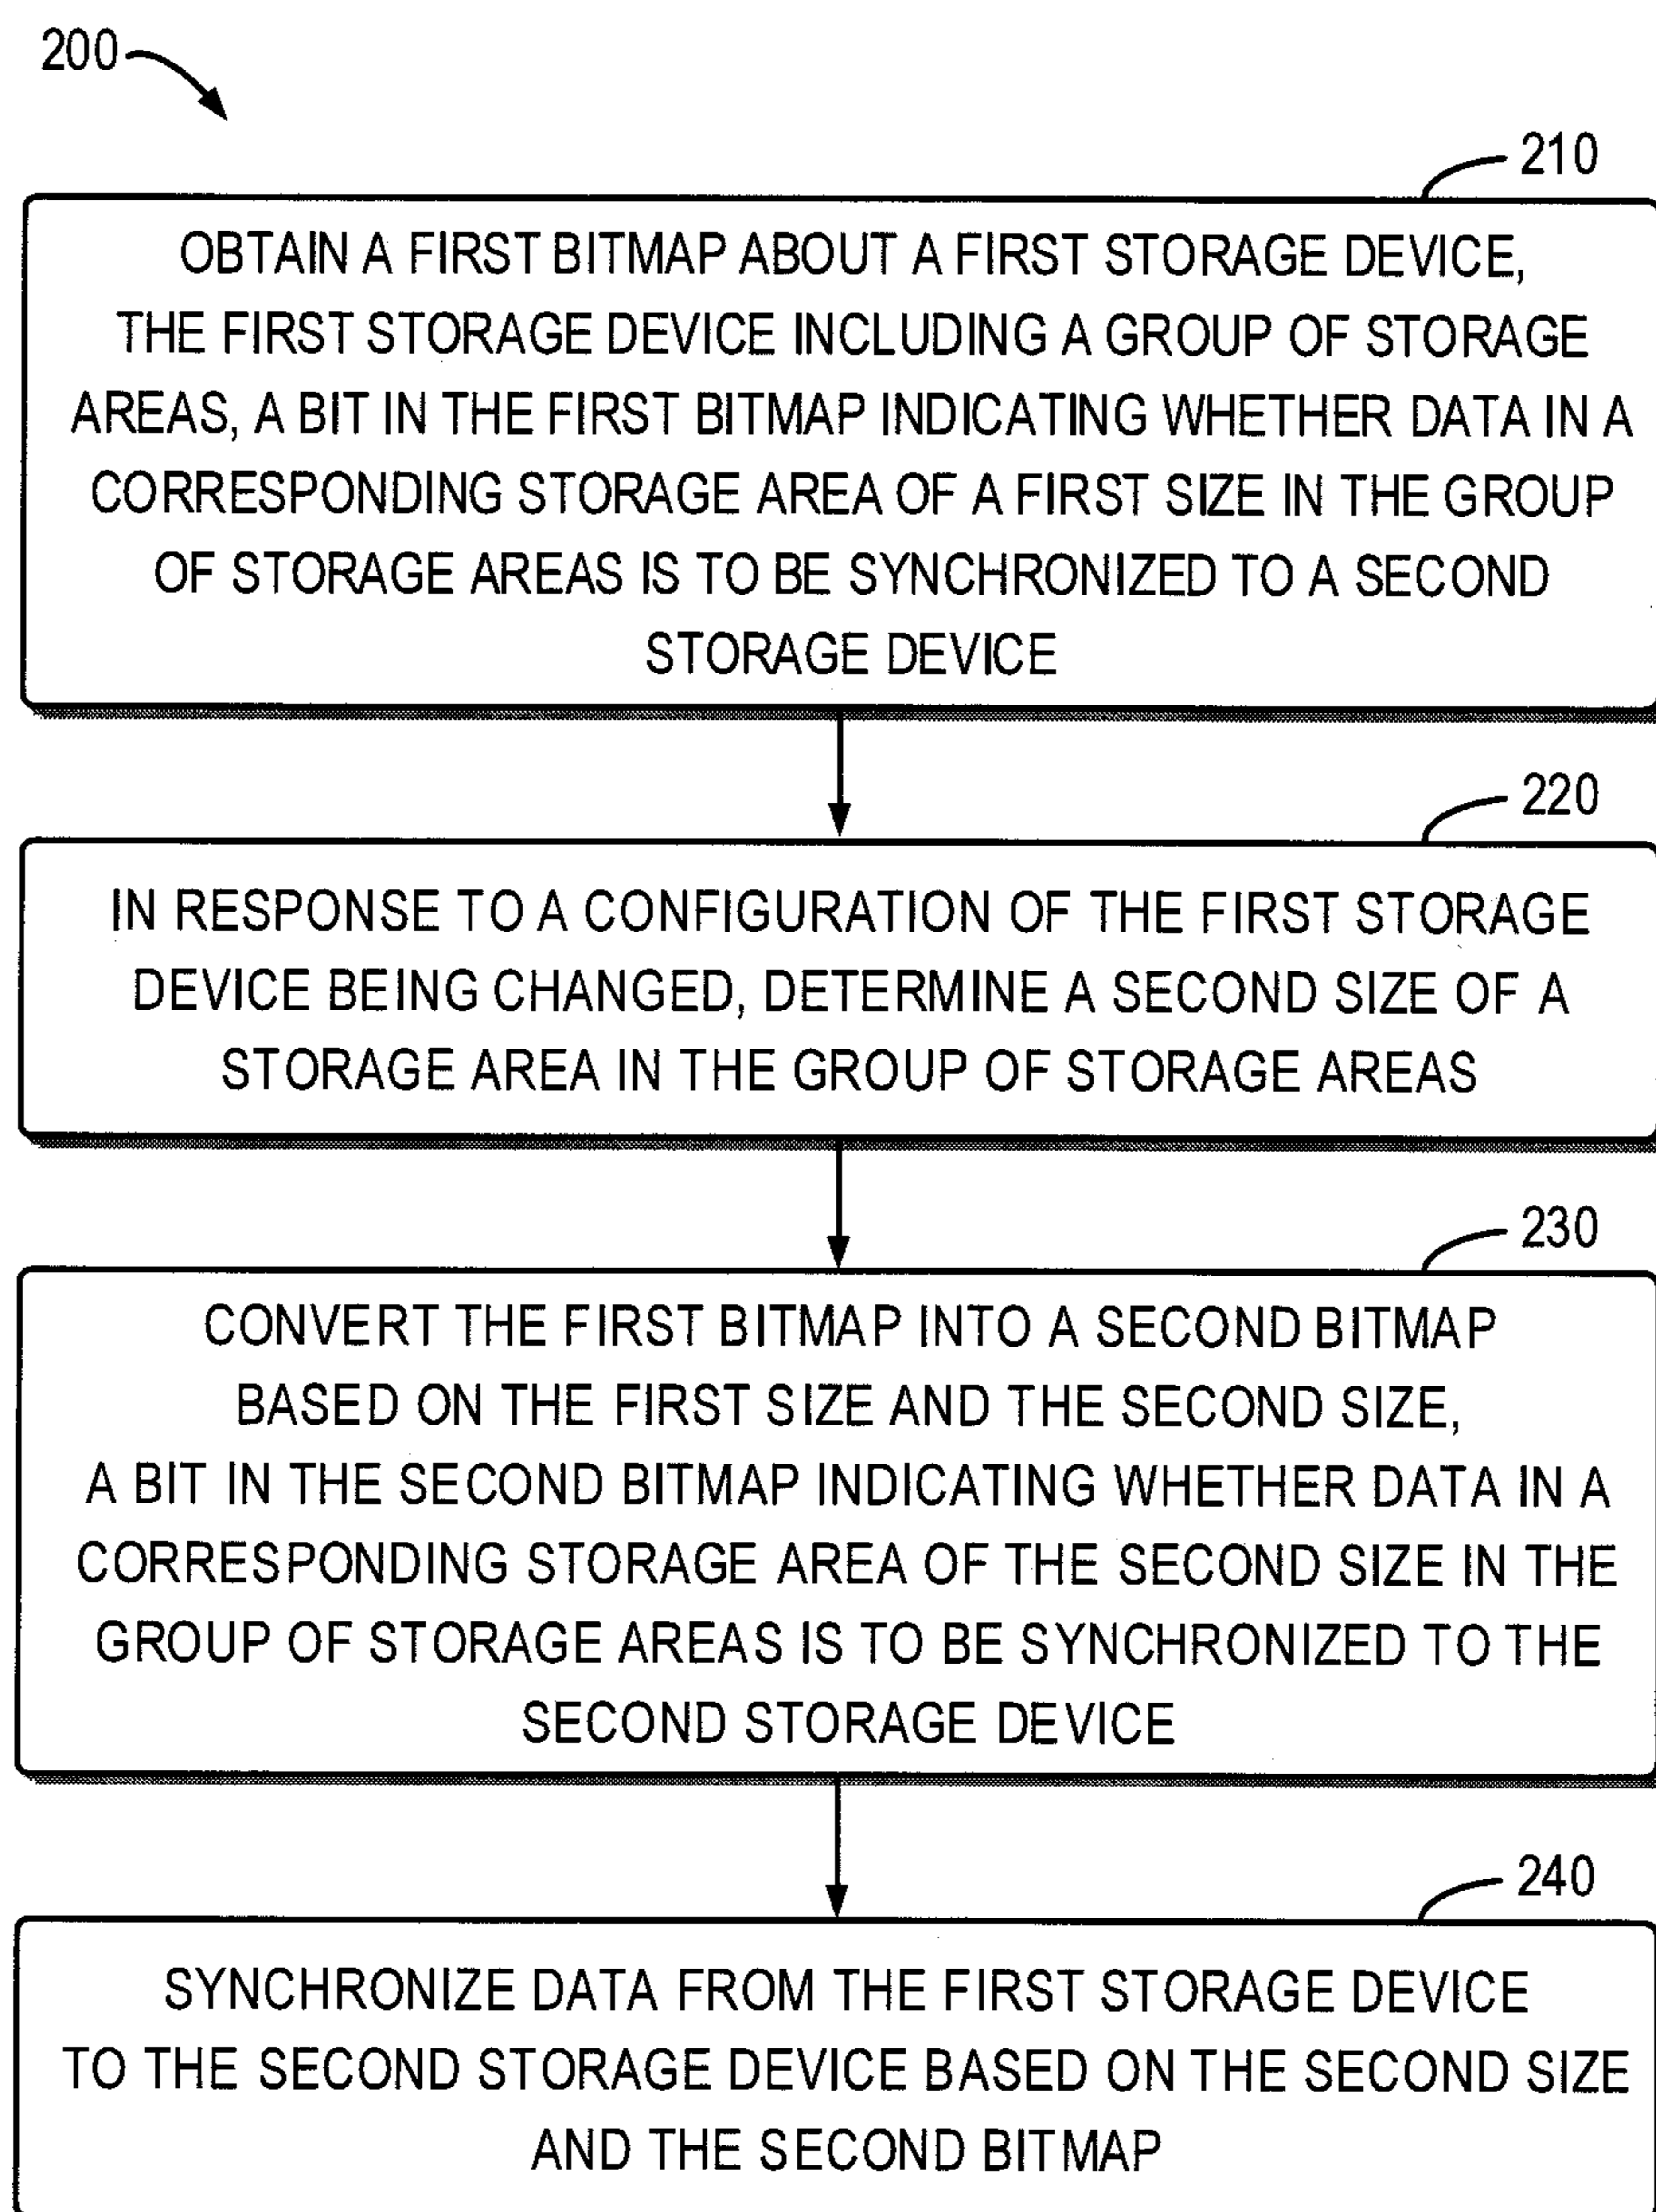 200
210
OBTAIN A FIRST BITMAP ABOUT A FIRST STORAGE DEVICE,
THE FIRST STORAGE DEVICE INCLUDING A GROUP OF STORAGE
AREAS, A BIT IN THE FIRST BITMAP INDICATING WHETHER DATA IN A
CORRESPONDING STORAGE AREA OF A FIRST SIZE IN THE GROUP
OF STORAGE AREAS IS TO BE SYNCHRONIZED TO A SECOND
STORAGE DEVICE
220
IN RESPONSE TO A CONFIGURATION OF THE FIRST STORAGE
DEVICE BEING CHANGED, DETERMINE A SECOND SIZE OF A
STORAGE AREA IN THE GROUP OF STORAGE AREAS
230
CONVERT THE FIRST BITMAP INTO A SECOND BITMAP
BASED ON THE FIRST SIZE AND THE SECOND SIZE,
A BIT IN THE SECOND BITMAP INDICATING WHETHER DATA IN A
CORRESPONDING STORAGE AREA OF THE SECOND SIZE IN THE
GROUP OF STORAGE AREAS IS TO BE SYNCHRONIZED TO THE
SECOND STORAGE DEVICE
240
SYNCHRONIZE DATA FROM THE FIRST STORAGE DEVICE
TO THE SECOND STORAGE DEVICE BASED ON THE SECOND SIZE
AND THE SECOND BITMAP